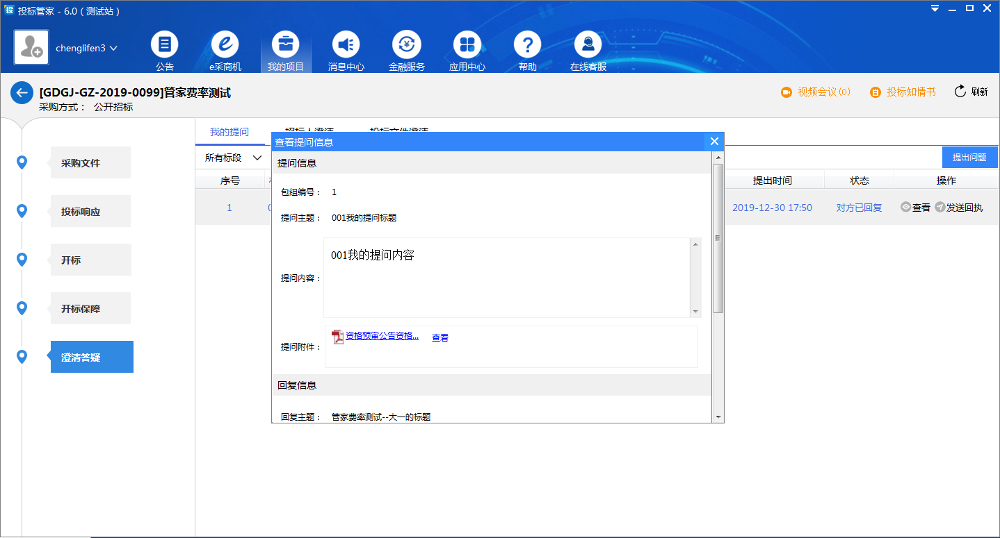 投标管家 - 6.0 ( 测试站 )
chenglifen3
公告 e采商机 我的项目 消息中心 金融服务 应用中心 帮助 在线客服
[GDGJ-GZ-2019-0099]管家费率测试
采购方式： 公开招标
视频会议(0) 投标知情书 刷新
采购文件
投标响应
开标
开标保障
澄清答疑
我的提问 招标人澄清 投标文件澄清
所有标段 提出问题
序号 提出时间 状态 操作
1 2019-12-30 17:50 对方已回复 查看 发送回执
查看提问信息
提问信息
包组编号： 1
提问主题： 001我的提问标题
提问内容： 001我的提问内容
提问附件： 资格预审公告资格... 查看
回复信息
回复主题： 管家费率测试--大一的标题